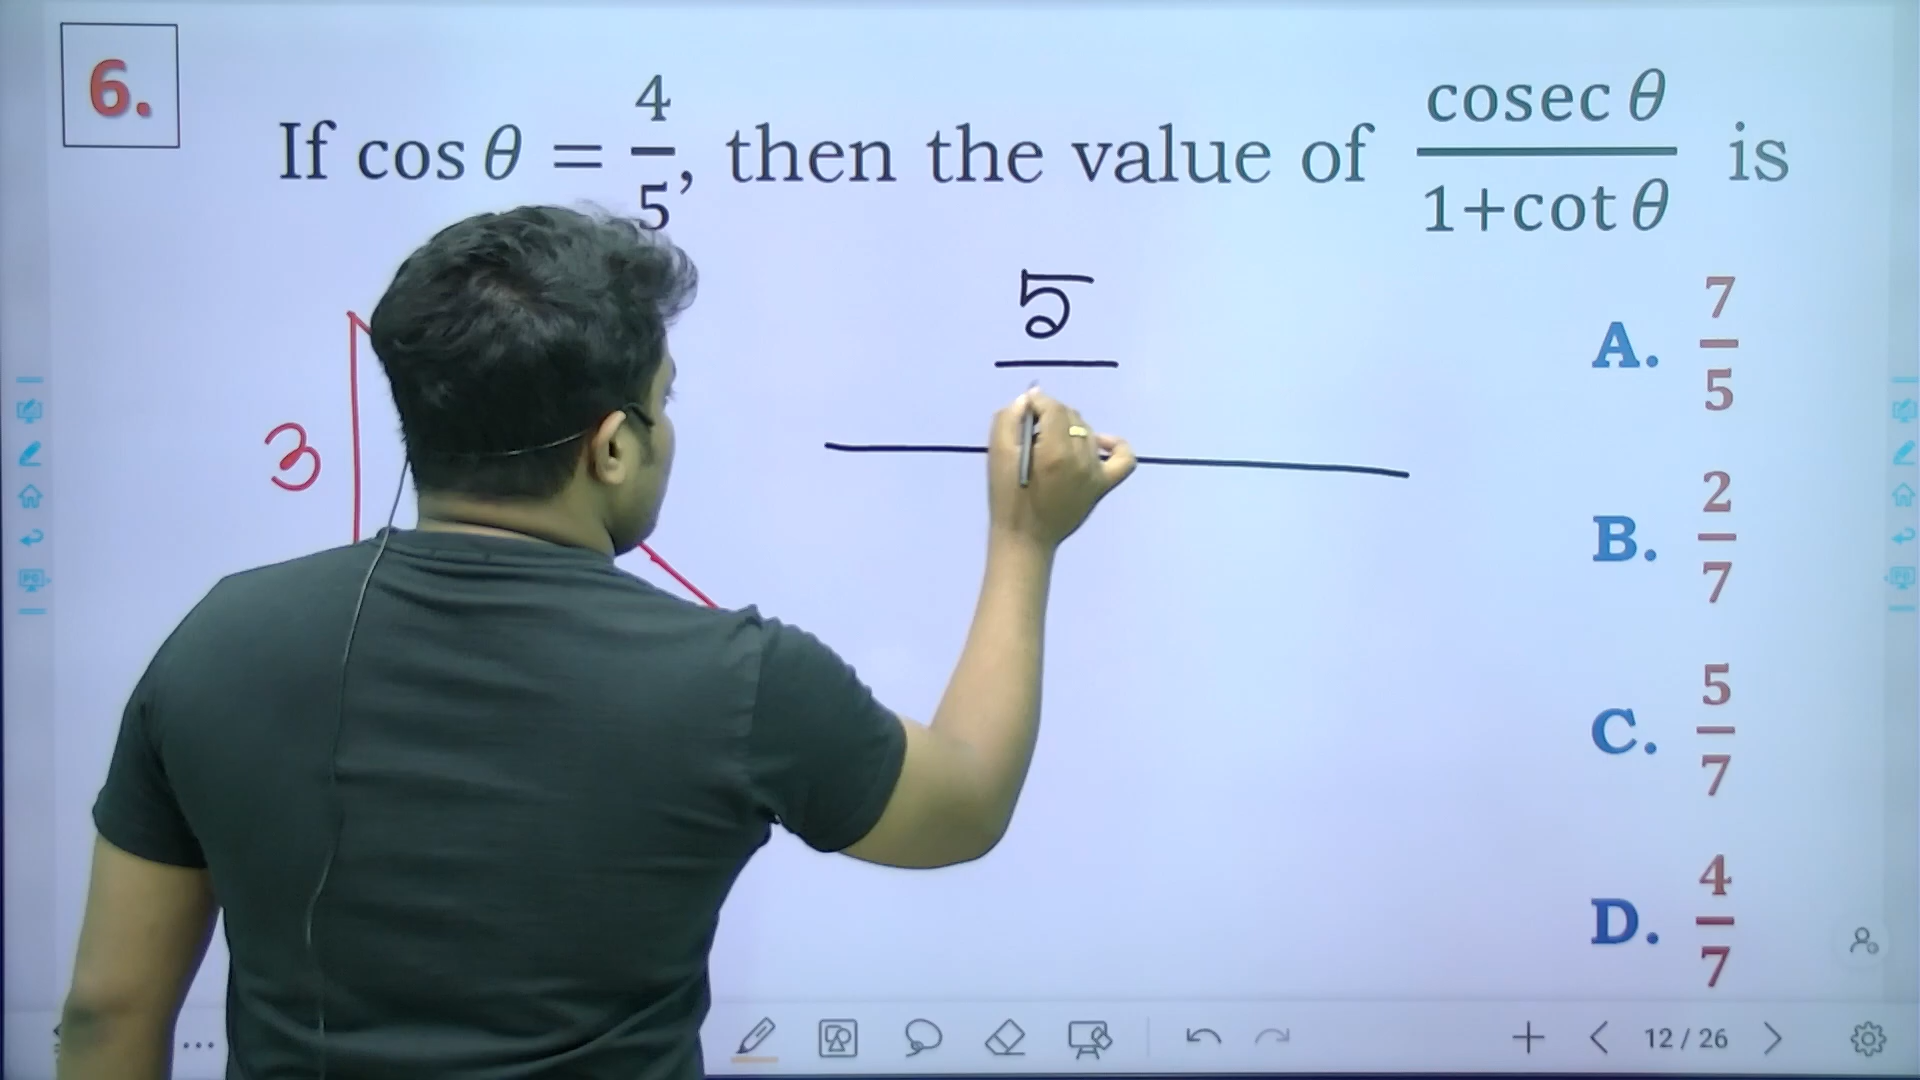 6.
If cos θ = 4/5, then the value of cosec θ/1+cot θ is
5
3
A. 7/5
B. 2/7
C. 5/7
D. 4/7
12 / 26